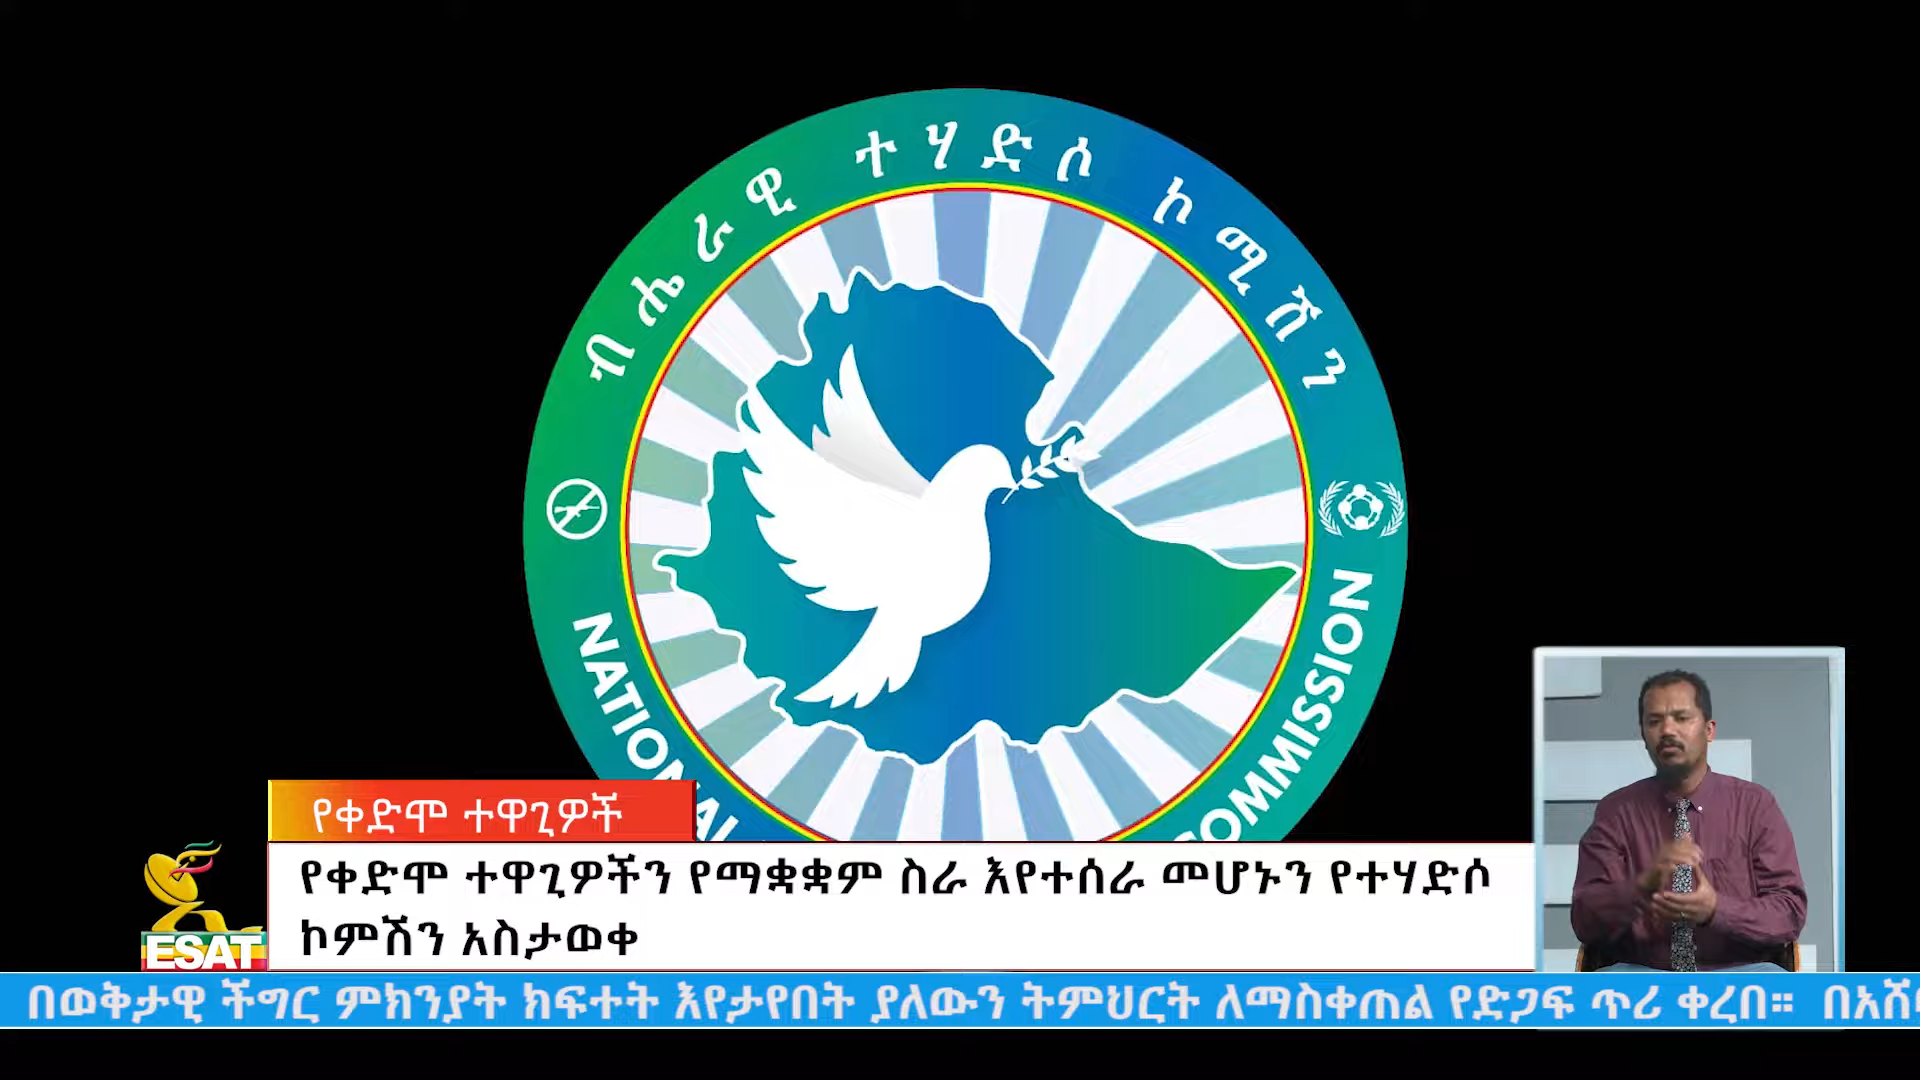 ብሔራዊ ተሃድሶ ኮሚሽን
NATIONAL
COMMISSION
የቀድሞ ተዋጊዎች
የቀድሞ ተዋጊዎችን የማቋቋም ስራ እየተሰራ መሆኑን የተሃድሶ
ኮምሽን አስታወቀ
ESAT
በወቅታዊ ችግር ምክንያት ክፍተት እየታየበት ያለውን ትምህርት ለማስቀጠል የድጋፍ ጥሪ ቀረበ።